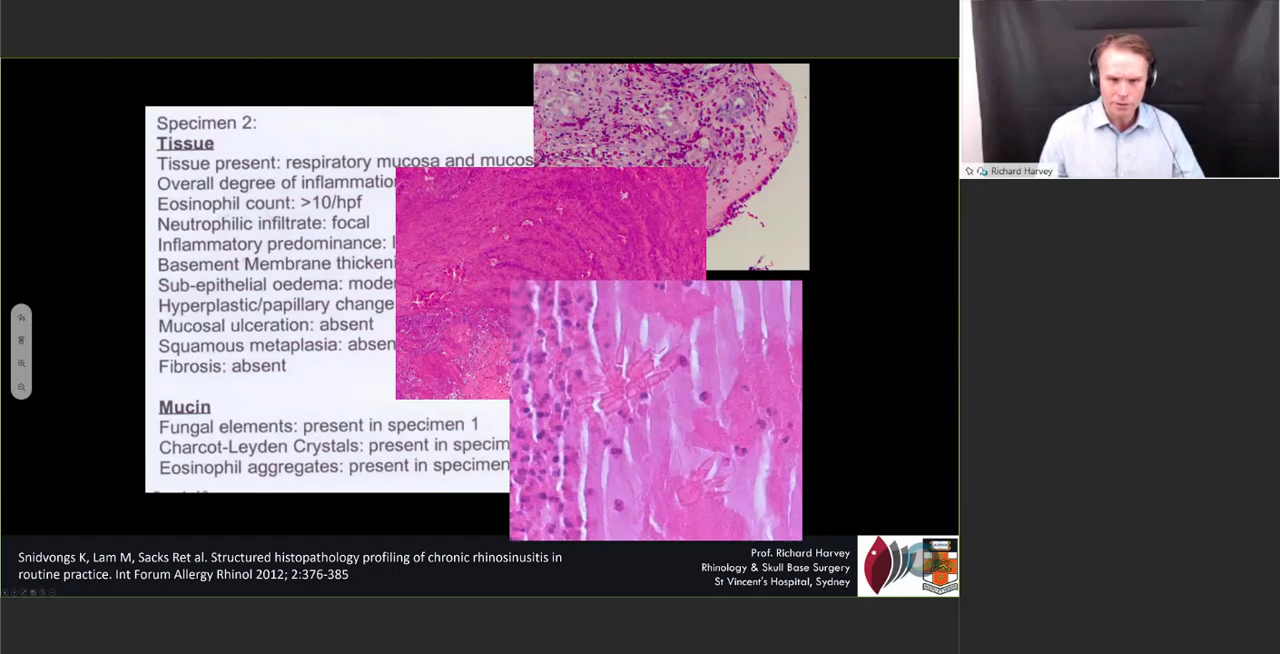 Specimen 2:
Tissue
Tissue present: respiratory mucosa and mucos
Overall degree of inflammatio
Eosinophil count: >10/hpf
Neutrophilic infiltrate: focal
Inflammatory predominance: l
Basement Membrane thickeni
Sub-epithelial oedema: mode
Hyperplastic/papillary change
Mucosal ulceration: absent
Squamous metaplasia: absen
Fibrosis: absent
Mucin
Fungal elements: present in specimen 1
Charcot-Leyden Crystals: present in specim
Eosinophil aggregates: present in specimen
Snidvongs K, Lam M, Sacks Ret al. Structured histopathology profiling of chronic rhinosinusitis in
routine practice. Int Forum Allergy Rhinol 2012; 2:376-385
Prof. Richard Harvey
Rhinology & Skull Base Surgery
St Vincent's Hospital, Sydney
Richard Harvey